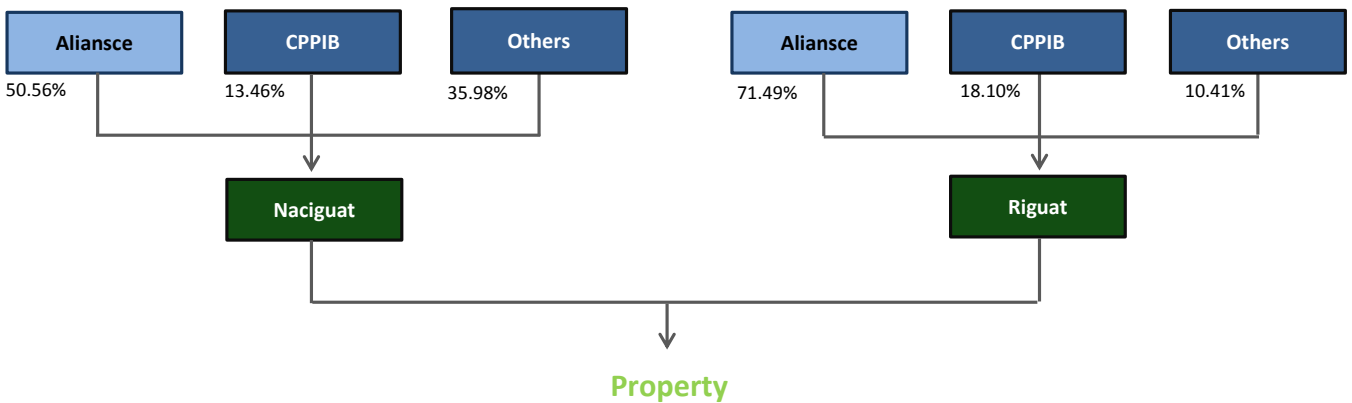 Aliansce
CPPIB
Others
Aliansce
CPPIB
Others
50.56%
13.46%
35.98%
71.49%
18.10%
10.41%
Naciguat
Riguat
Property